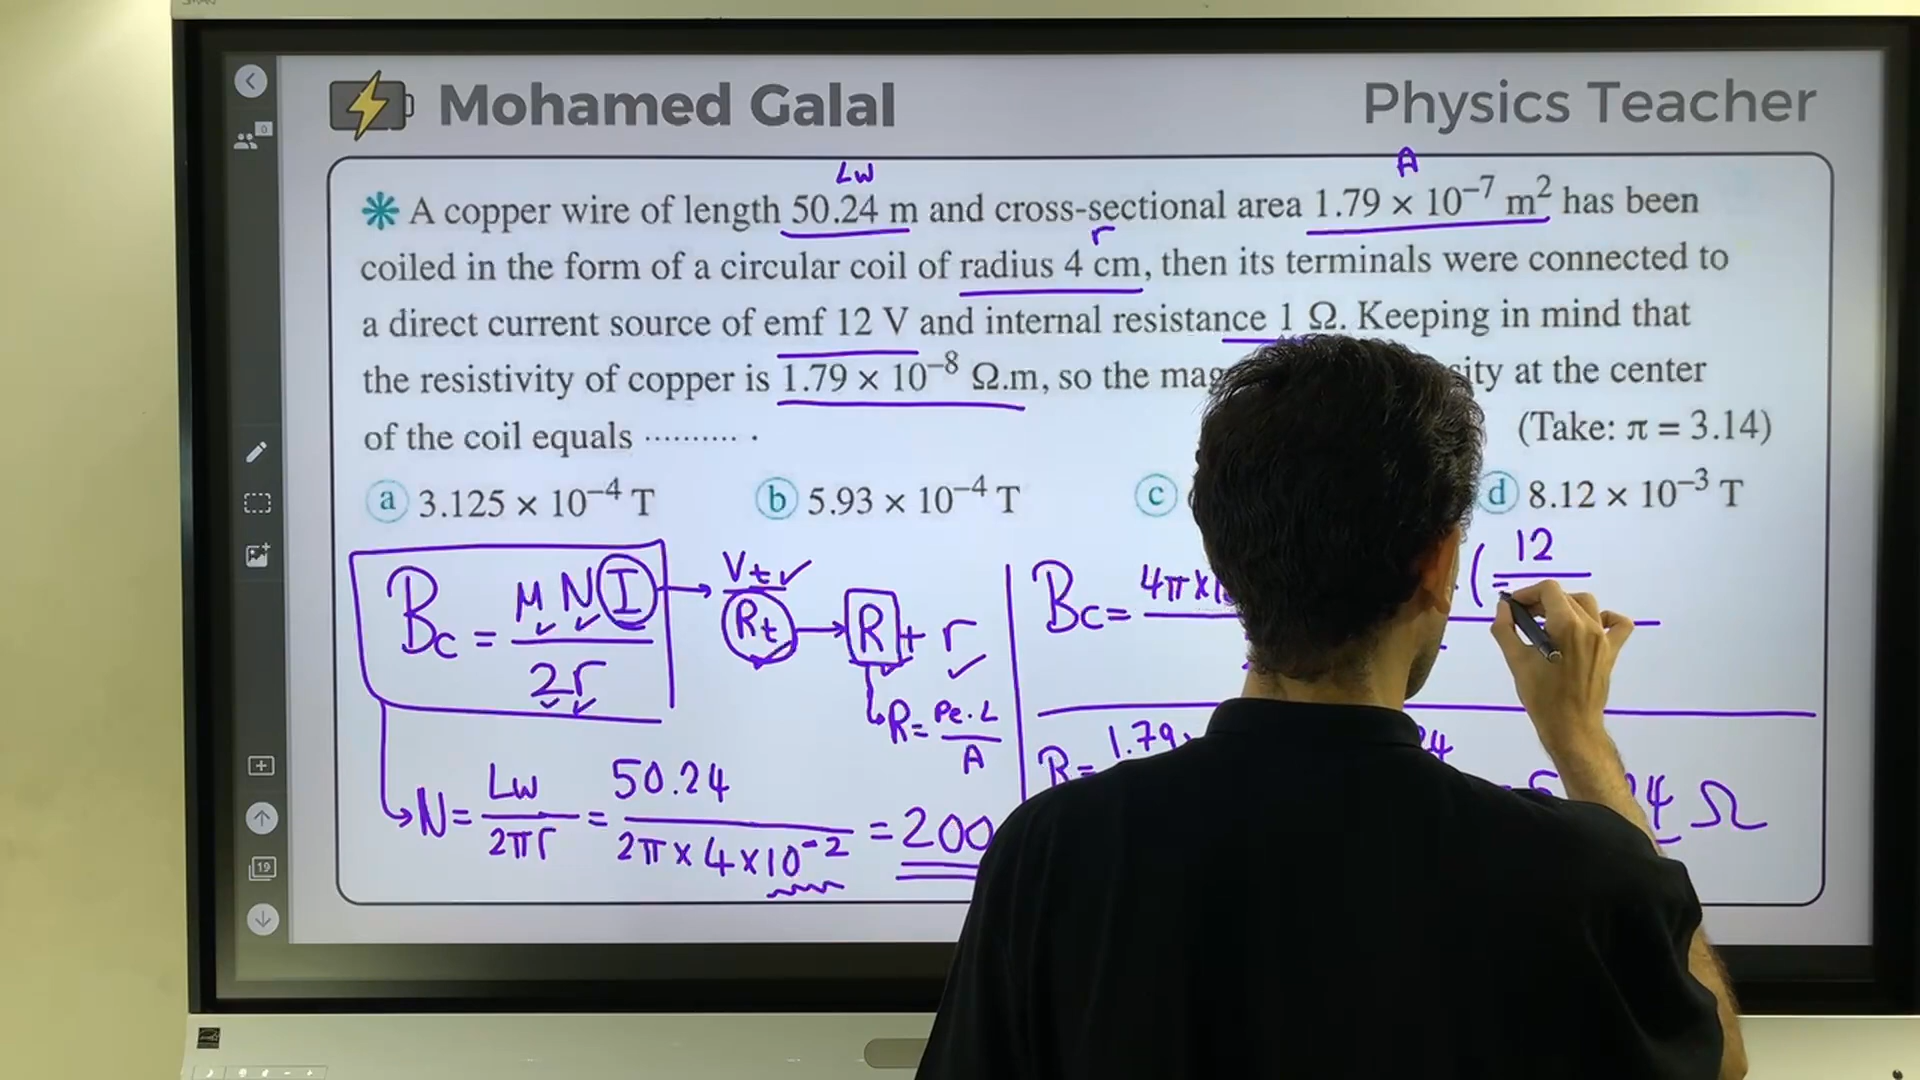 Mohamed Galal
Physics Teacher
Lw
A
A copper wire of length 50.24 m and cross-sectional area 1.79 × 10⁻⁷ m² has been
r
coiled in the form of a circular coil of radius 4 cm, then its terminals were connected to
a direct current source of emf 12 V and internal resistance 1 Ω. Keeping in mind that
the resistivity of copper is 1.79 × 10⁻⁸ Ω.m, so the at the center
of the coil equals .......... . (Take: π = 3.14)
a 3.125 × 10⁻⁴ T b 5.93 × 10⁻⁴ T c d 8.12 × 10⁻³ T
Bc = μNI / 2r
Vt / Rt
R + r
R = ρe.L / A
N = Lw / 2πr = 50.24 / 2π × 4 × 10⁻² = 200
Bc =
12
R = 1.79
Ω
0
19